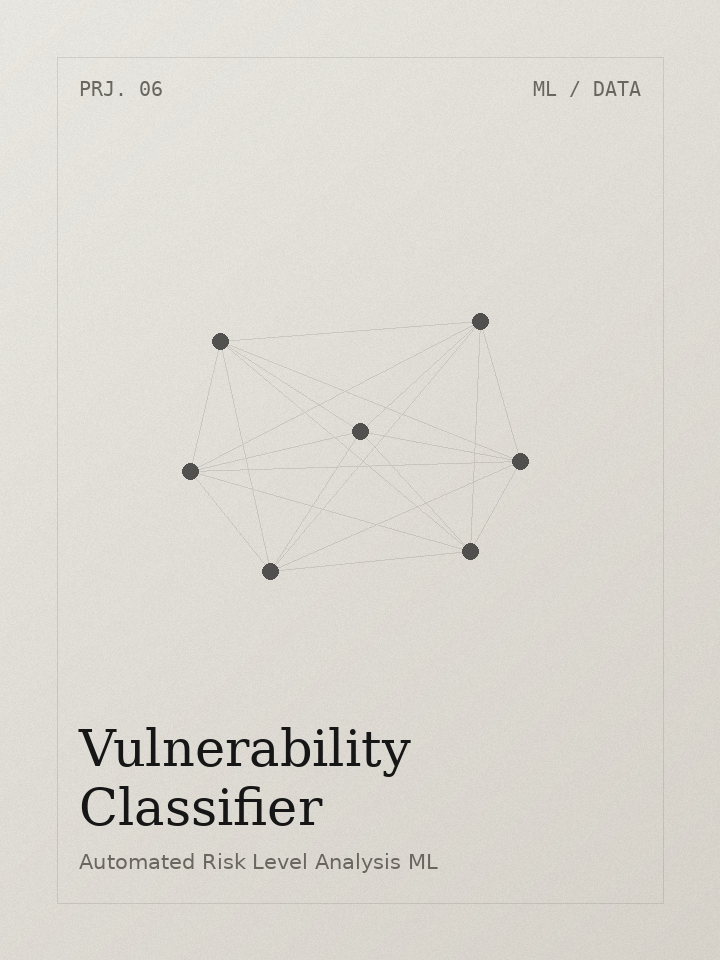 PRJ. 06
ML / DATA
Vulnerability
Classifier
Automated Risk Level Analysis ML